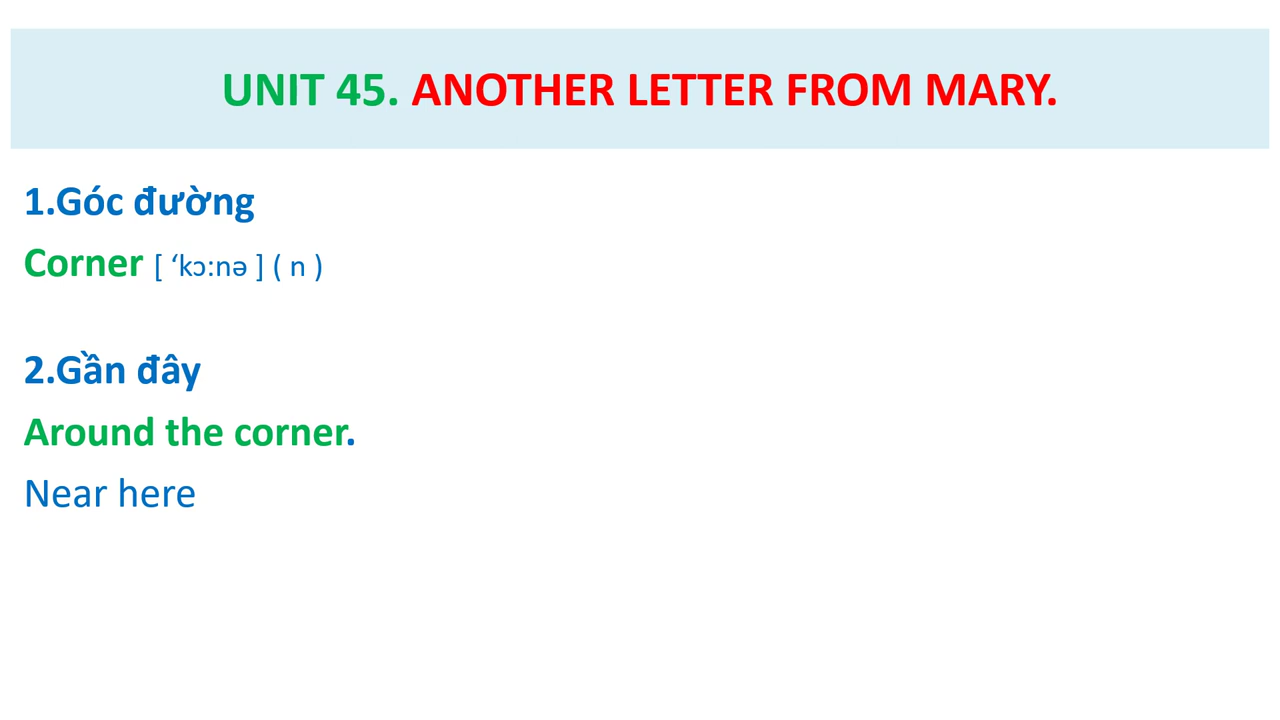 UNIT 45. ANOTHER LETTER FROM MARY.
1.Góc đường
Corner [ ‘kɔ:nə ] ( n )
2.Gần đây
Around the corner.
Near here